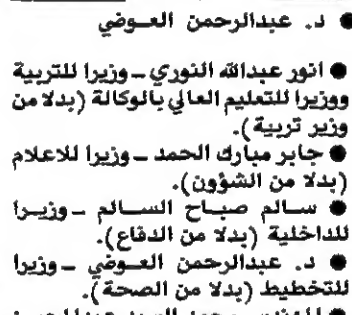 ● د. عبدالرحمن العوضي
● انور عبدالله النوري ـ وزيرا للتربية
ووزيرا للتعليم العالي بالوكالة (بدلا من
وزير تربية).
● جابر مبارك الحمد ـ وزيرا للاعلام
(بدلا من الشؤون).
● سالم صباح السالم ـ وزيرا
للداخلية (بدلا من الدفاع).
● د. عبدالرحمن العوضي ـ وزيرا
للتخطيط (بدلا من الصحة).